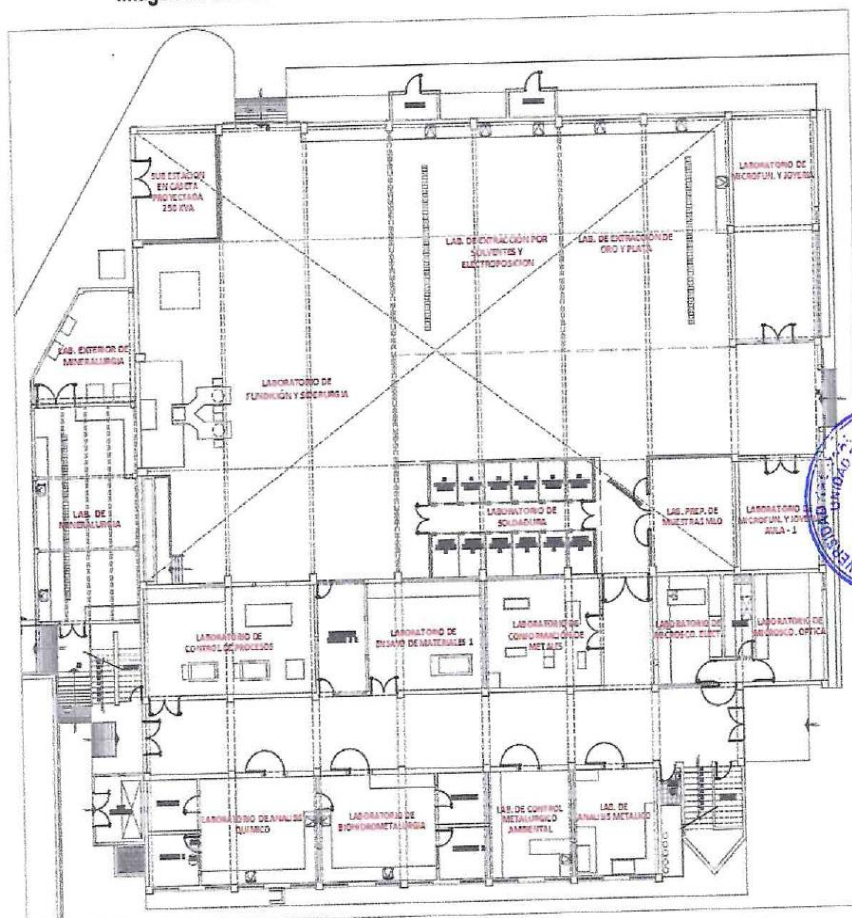 SUB ESTACION
EN CASETA
PROYECTADA
250 KVA
LABORATORIO DE
MICROFUN. Y JOYERIA
LAB. DE EXTRACCIÓN POR
SOLVENTES Y
ELECTROPOSICION
LAB. DE EXTRACCIÓN DE
ORO Y PLATA
LAB. EXTERIOR DE
MINERALURGIA
LABORATORIO DE
FUNDICIÓN Y SIDERURGIA
LAB. DE
MINERALURGIA
LABORATORIO DE
SOLDADURA
LAB. PREP. DE
MUESTRAS MLO
LABORATORIO DE
MICROFUN. Y JOYERIA
AULA - 1
UNIDAD
LABORATORIO DE
CONTROL DE PROCESOS
LABORATORIO DE
ENSAYO DE MATERIALES 1
LABORATORIO DE
CONFORMACIÓN DE
METALES
LABORATORIO DE
MICROSCO. ELECT
LABORATORIO DE
MICROSCO. OPTICA
LABORATORIO DE ANALISIS
QUIMICO
LABORATORIO DE
BIOHIDROMETALURGIA
LAB. DE CONTROL
METALURGICO
AMBIENTAL
LAB. DE
ANALISIS METALICO